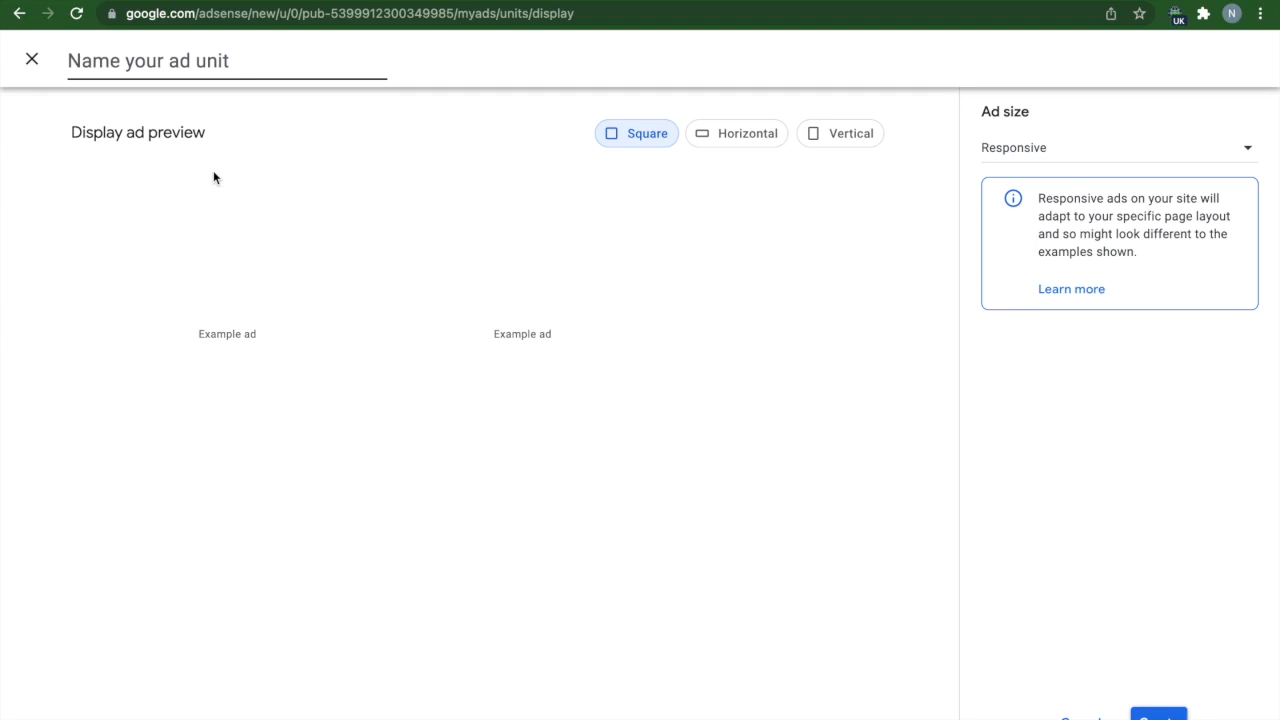 google.com/adsense/new/u/0/pub-5399912300349985/myads/units/display
UK
N
Name your ad unit
Display ad preview
Square
Horizontal
Vertical
Example ad
Example ad
Ad size
Responsive
Responsive ads on your site will
adapt to your specific page layout
and so might look different to the
examples shown.
Learn more